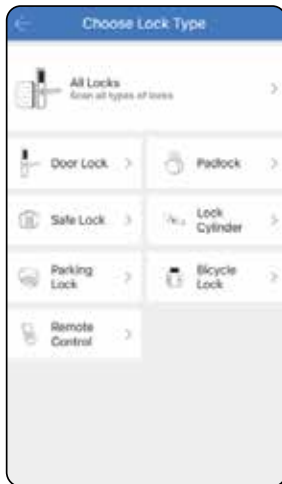 Choose Lock Type
All Locks
Scan all types of locks
Door Lock
Padlock
Safe Lock
Lock
Cylinder
Parking
Lock
Bicycle
Lock
Remote
Control